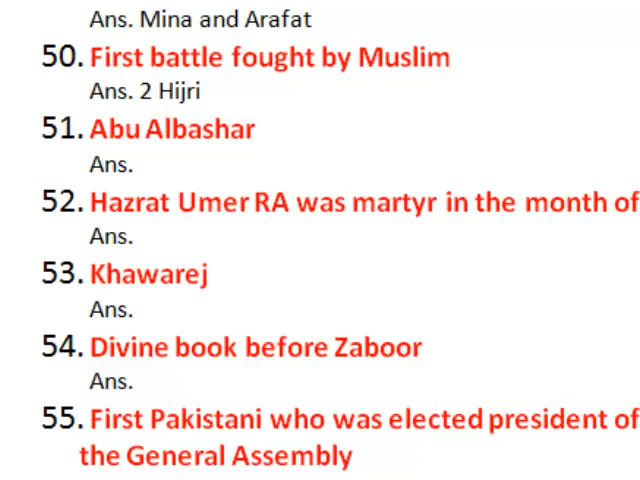 Ans. Mina and Arafat
50. First battle fought by Muslim
Ans. 2 Hijri
51. Abu Albashar
Ans.
52. Hazrat Umer RA was martyr in the month of
Ans.
53. Khawarej
Ans.
54. Divine book before Zaboor
Ans.
55. First Pakistani who was elected president of
the General Assembly